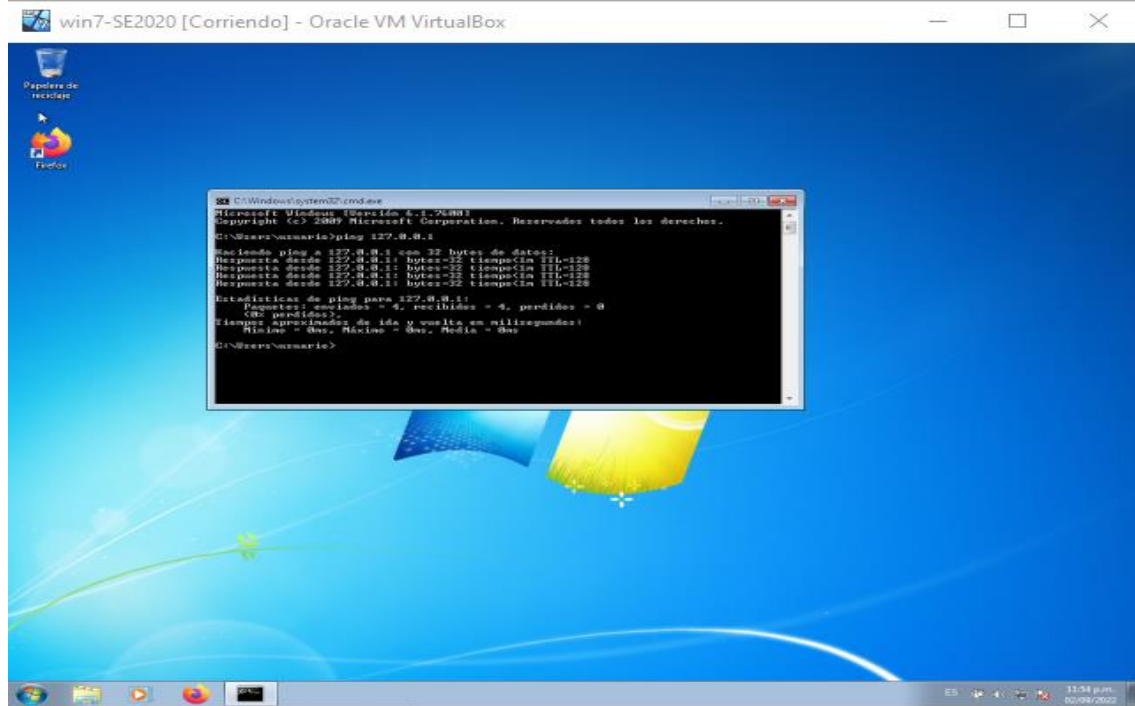 win7-SE2020 [Corriendo] - Oracle VM VirtualBox
Papelera de
reciclaje
Firefox
C:\Windows\system32\cmd.exe
Microsoft Windows [Versión 6.1.7600]
Copyright (c) 2009 Microsoft Corporation. Reservados todos los derechos.
C:\Users\usuario>ping 127.0.0.1
Haciendo ping a 127.0.0.1 con 32 bytes de datos:
Respuesta desde 127.0.0.1: bytes=32 tiempo<1m TTL=128
Respuesta desde 127.0.0.1: bytes=32 tiempo<1m TTL=128
Respuesta desde 127.0.0.1: bytes=32 tiempo<1m TTL=128
Respuesta desde 127.0.0.1: bytes=32 tiempo<1m TTL=128
Estadísticas de ping para 127.0.0.1:
Paquetes: enviados = 4, recibidos = 4, perdidos = 0
(0% perdidos),
Tiempos aproximados de ida y vuelta en milisegundos:
Mínimo = 0ms, Máximo = 0ms, Media = 0ms
C:\Users\usuario>
ES
11:54 p.m.
02/09/2022